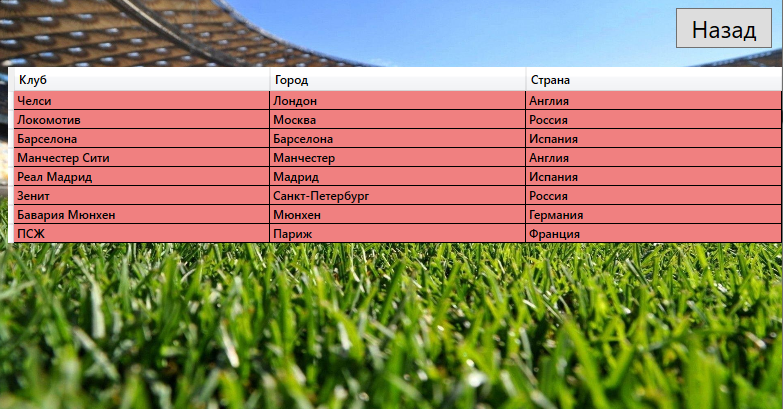 Назад
Клуб Город Страна
Челси Лондон Англия
Локомотив Москва Россия
Барселона Барселона Испания
Манчестер Сити Манчестер Англия
Реал Мадрид Мадрид Испания
Зенит Санкт-Петербург Россия
Бавария Мюнхен Мюнхен Германия
ПСЖ Париж Франция